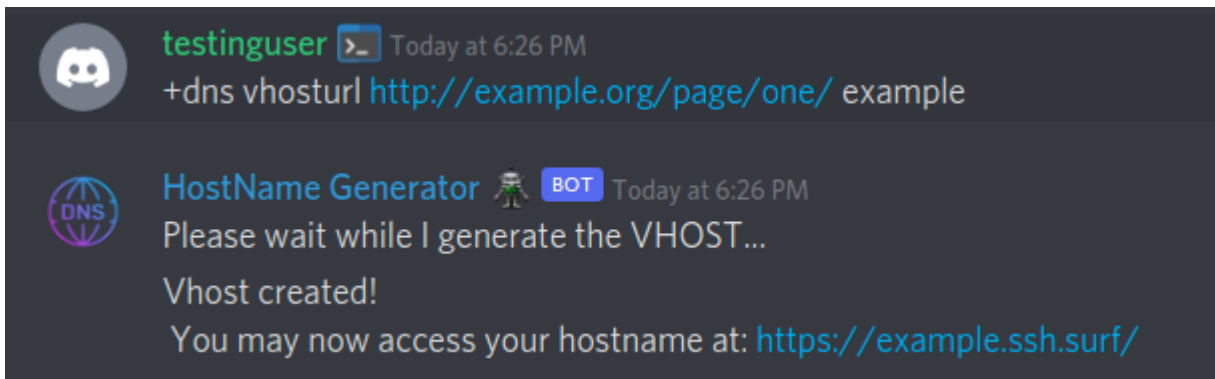 testinguser Today at 6:26 PM
+dns vhosturl http://example.org/page/one/ example
DNS
HostName Generator BOT Today at 6:26 PM
Please wait while I generate the VHOST...
Vhost created!
You may now access your hostname at: https://example.ssh.surf/